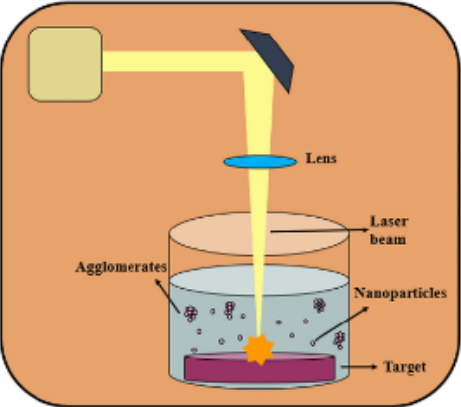 Lens
Laser
beam
Agglomerates
Nanoparticles
Target